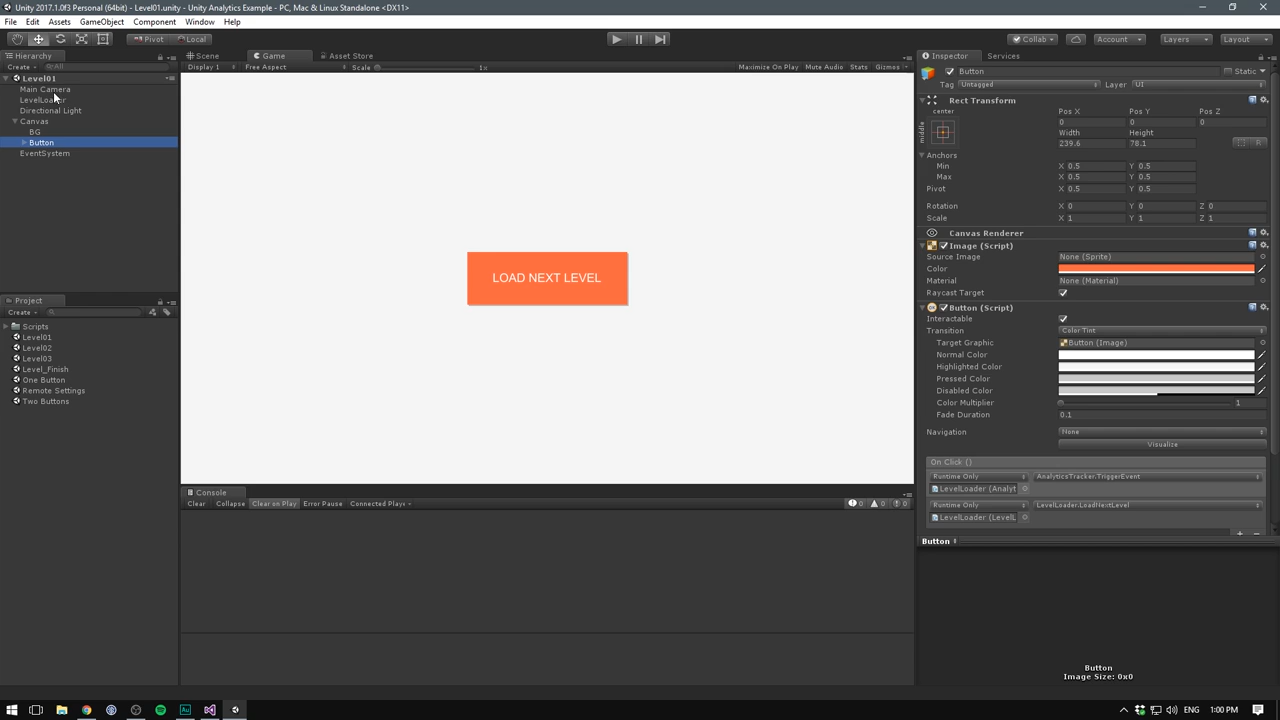 Unity 2017.1.0f3 Personal (64bit) - Level01.unity - Unity Analytics Example - PC, Mac & Linux Standalone <DX11>
File Edit Assets GameObject Component Window Help
Pivot Local Collab Account Layers Layout
Hierarchy Scene Game Asset Store Inspector Services
Create All Display 1 Free Aspect Scale 1x Maximize On Play Mute Audio Stats Gizmos
Button Static
Tag Untagged Layer UI
Level01
Main Camera
LevelLoader
Directional Light
Canvas
BG
Button
EventSystem
Rect Transform
center
middle
Pos X Pos Y Pos Z
0 0 0
Width Height
239.6 78.1
R
Anchors
Min X 0.5 Y 0.5
Max X 0.5 Y 0.5
Pivot X 0.5 Y 0.5
Rotation X 0 Y 0 Z 0
Scale X 1 Y 1 Z 1
Canvas Renderer
Image (Script)
Source Image None (Sprite)
Color
Material None (Material)
Raycast Target
LOAD NEXT LEVEL
Button (Script)
Interactable
Transition Color Tint
Target Graphic Button (Image)
Normal Color
Highlighted Color
Pressed Color
Disabled Color
Color Multiplier 1
Fade Duration 0.1
Navigation None
Visualize
On Click ()
Runtime Only AnalyticsTracker.TriggerEvent
LevelLoader (Analyt
Runtime Only LevelLoader.LoadNextLevel
LevelLoader (LevelL
Button
Button
Image Size: 0x0
Project
Create
Scripts
Level01
Level02
Level03
Level_Finish
One Button
Remote Settings
Two Buttons
Console
Clear Collapse Clear on Play Error Pause Connected Player 0 0 0
ENG 1:00 PM